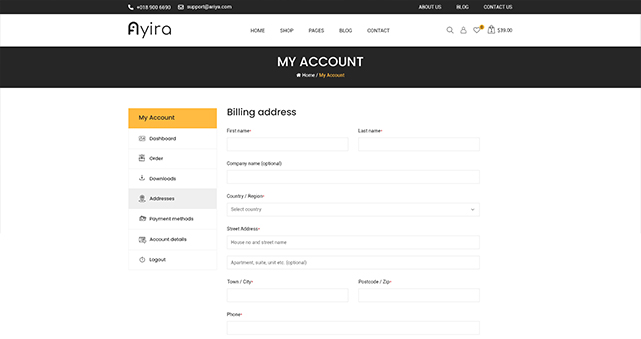 +018 900 6690 support@ariya.com ABOUT US BLOG CONTACT US
Ayira HOME SHOP PAGES BLOG CONTACT $39.00
MY ACCOUNT
Home / My Account
My Account
Dashboard
Order
Downloads
Addresses
Payment methods
Account details
Logout
Billing address
First name* Last name*
Company name (optional)
Country / Region*
Select country
Street Address*
House no and street name
Apartment, suite, unit etc. (optional)
Town / City* Postcode / Zip*
Phone*